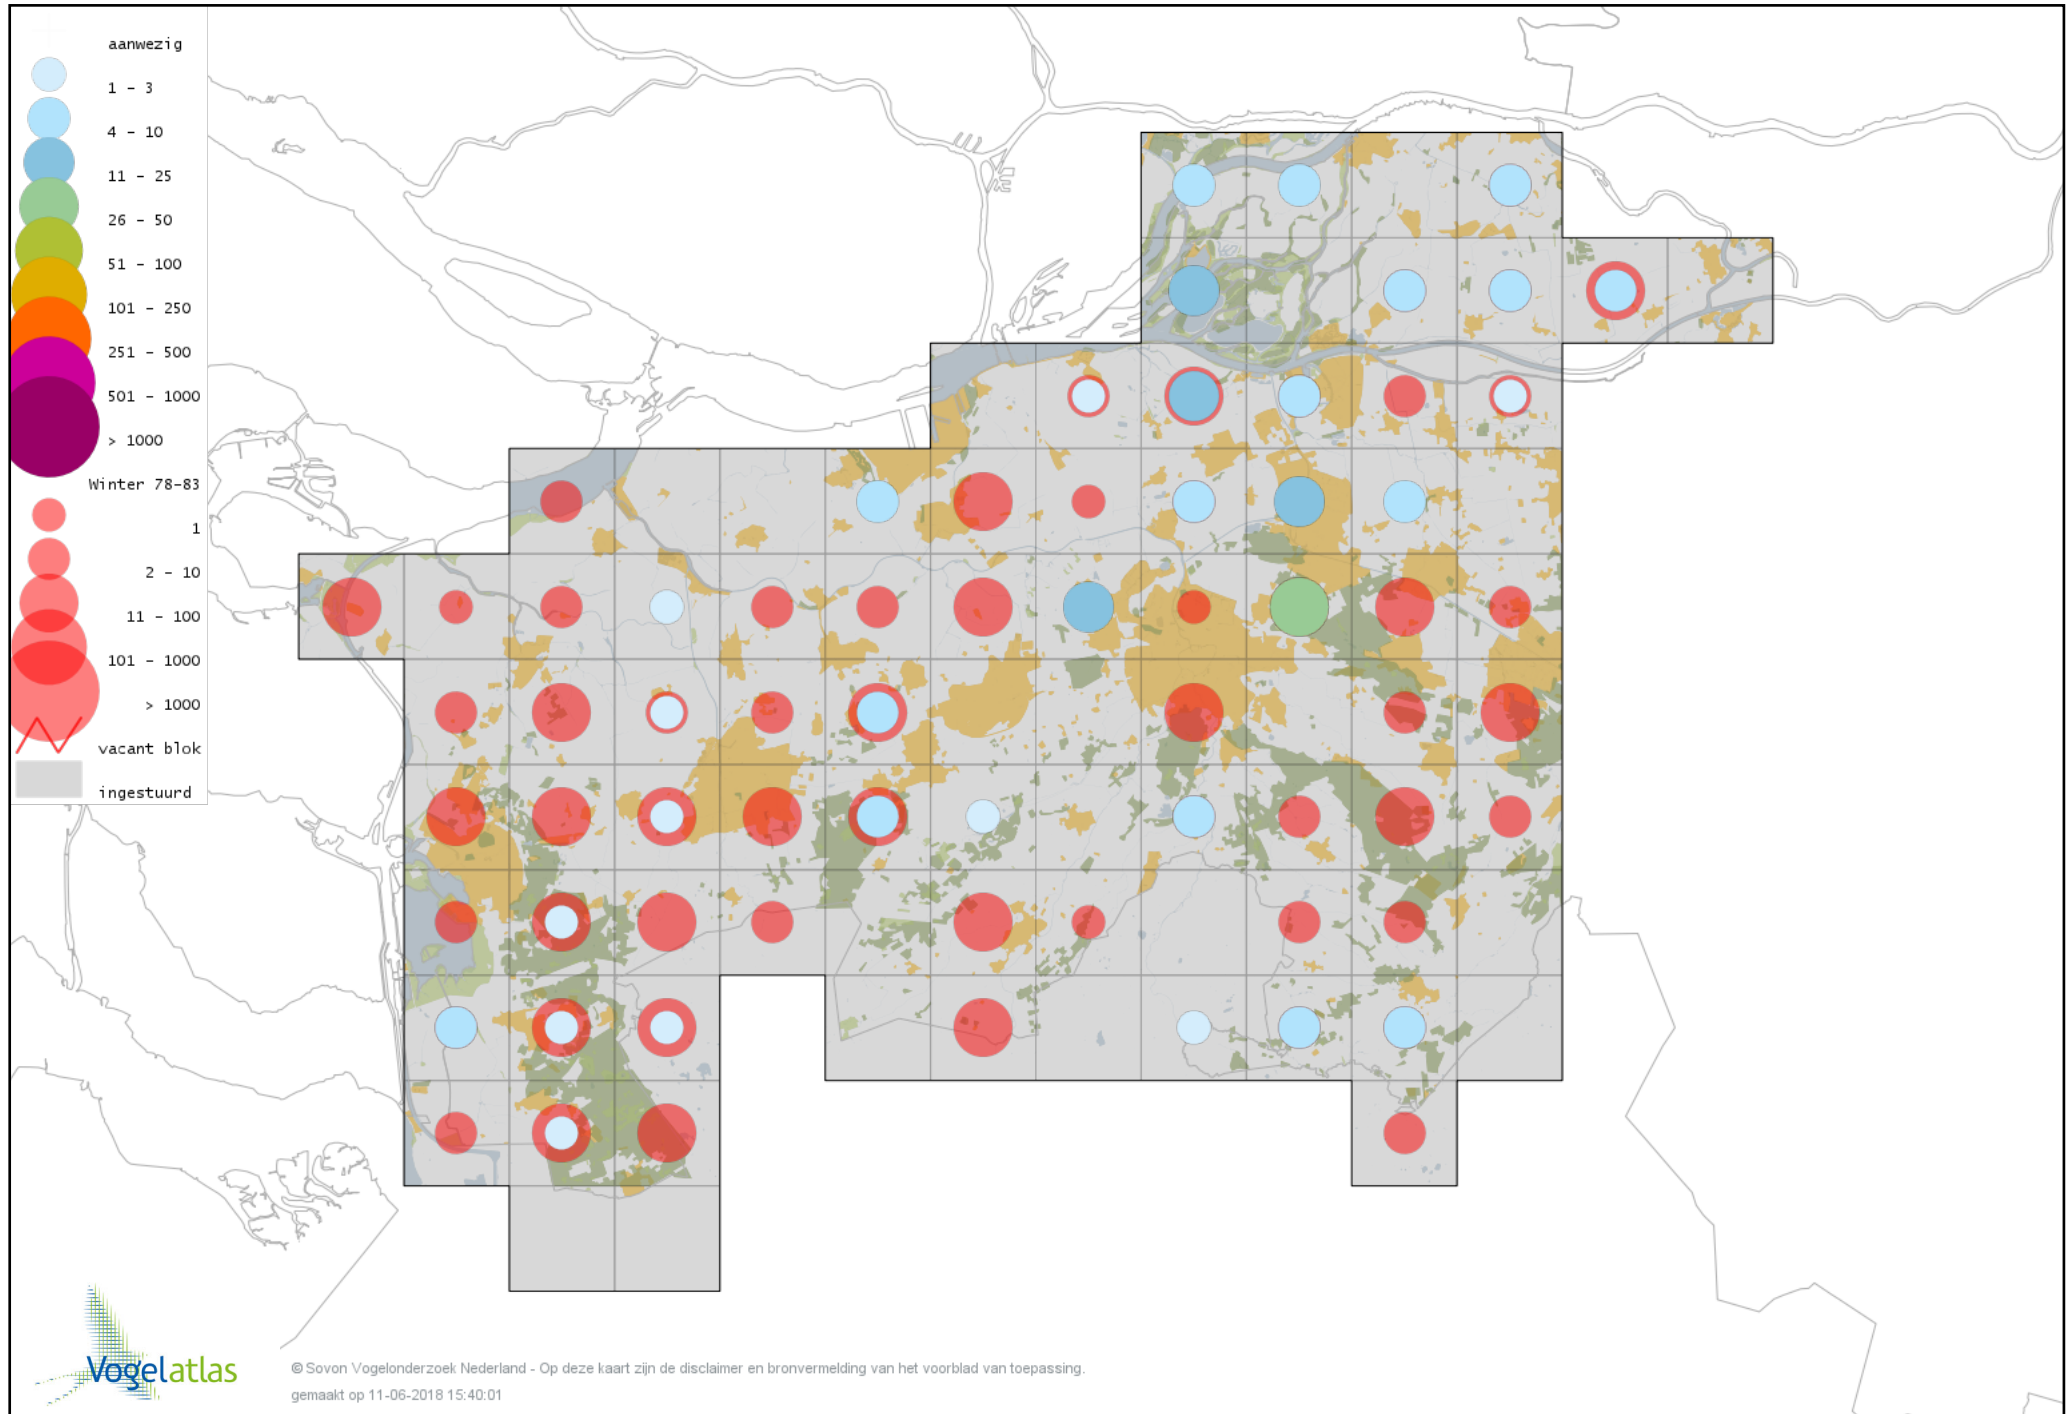 aanwezig
1 - 3
4 - 10
11 - 25
26 - 50
51 - 100
101 - 250
251 - 500
501 - 1000
> 1000
Winter 78-83
1
2 - 10
11 - 100
101 - 1000
> 1000
vacant blok
ingestuurd
Vogelatlas
© Sovon Vogelonderzoek Nederland - Op deze kaart zijn de disclaimer en bronvermelding van het voorblad van toepassing.
gemaakt op 11-06-2018 15:40:01